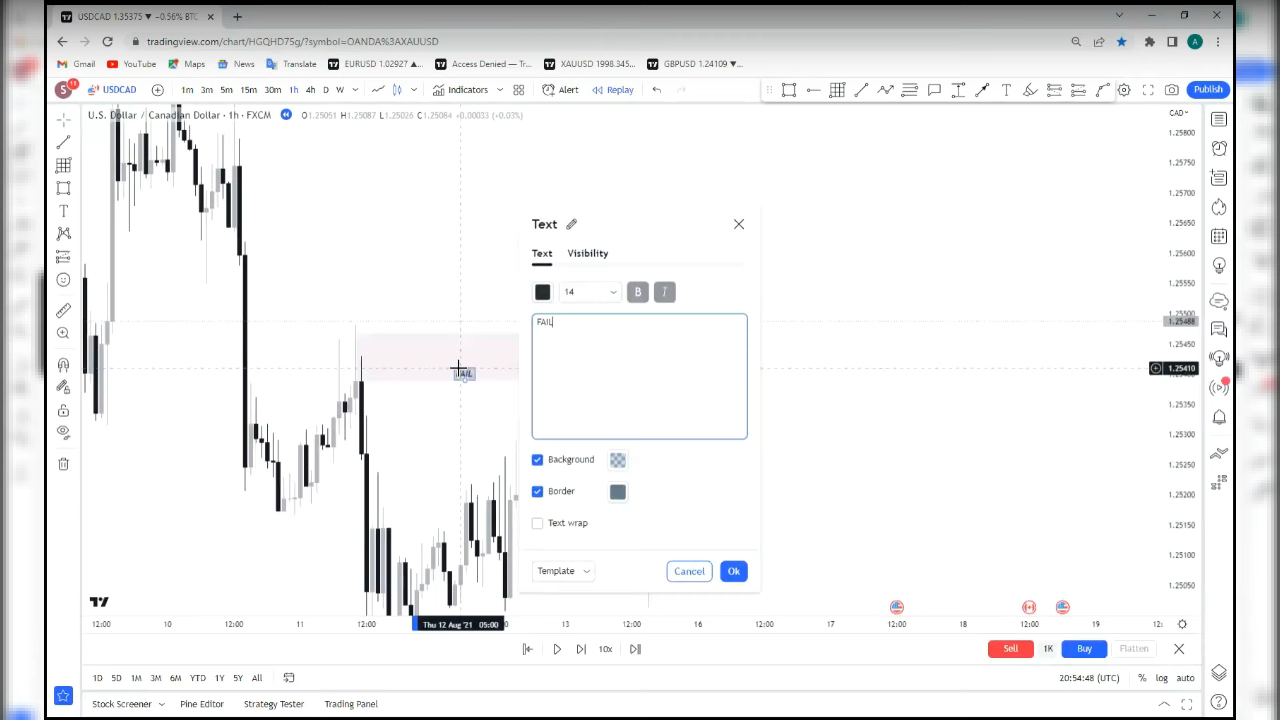 USDCAD 1.35375 ▼ −0.56% BTC
tradingview.com/chart/HGQHD75g/?symbol=OANDA%3AXAUUSD
A
Gmail YouTube Maps News Translate EURUSD 1.02927 ▲... Access Denied — Tr... XAUUSD 1998.345... GBPUSD 1.24109 ▼...
S 11 USDCAD 1m 3m 5m 15m 30m 1h 4h D W Indicators Alert Replay T Publish
U.S. Dollar / Canadian Dollar · 1h · FXCM O1.25051 H1.25087 L1.25026 C1.25084 +0.00033
CAD
1.25800
1.25750
1.25700
1.25650
1.25600
1.25550
1.25500
1.25488
1.25450
1.25410
1.25350
1.25300
1.25250
1.25200
1.25150
1.25100
1.25050
Text
Text Visibility
14 B I
FAIL
FAIL
Background
Border
Text wrap
Template Cancel Ok
12:00 10 12:00 11 12:00 Thu 12 Aug '21 05:00 13 12:00 16 12:00 17 12:00 18 12:00 19 12:
10x Sell 1K Buy Flatten
1D 5D 1M 3M 6M YTD 1Y 5Y All 20:54:48 (UTC) % log auto
Stock Screener Pine Editor Strategy Tester Trading Panel